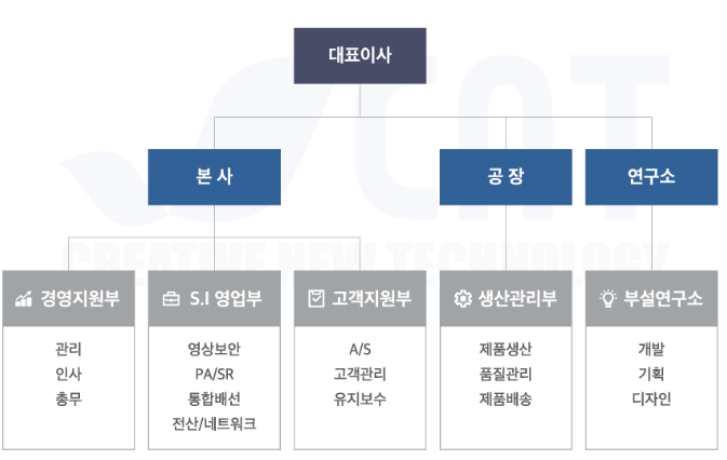 대표이사
본 사
공 장
연구소
경영지원부
S.I 영업부
고객지원부
생산관리부
부설연구소
관리
인사
총무
영상보안
PA/SR
통합배선
전산/네트워크
A/S
고객관리
유지보수
제품생산
품질관리
제품배송
개발
기획
디자인
CAT
CREATIVE NEW TECHNOLOGY